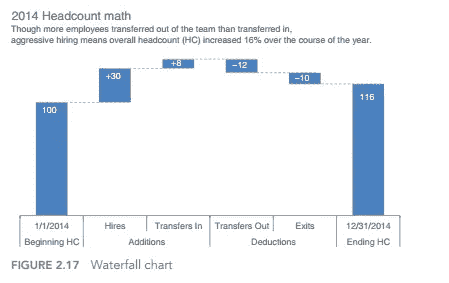 2014 Headcount math
Though more employees transferred out of the team than transferred in,
aggressive hiring means overall headcount (HC) increased 16% over the course of the year.
+8
−12
+30
−10
100
116
1/1/2014 Hires Transfers In Transfers Out Exits 12/31/2014
Beginning HC Additions Deductions Ending HC
FIGURE 2.17 Waterfall chart